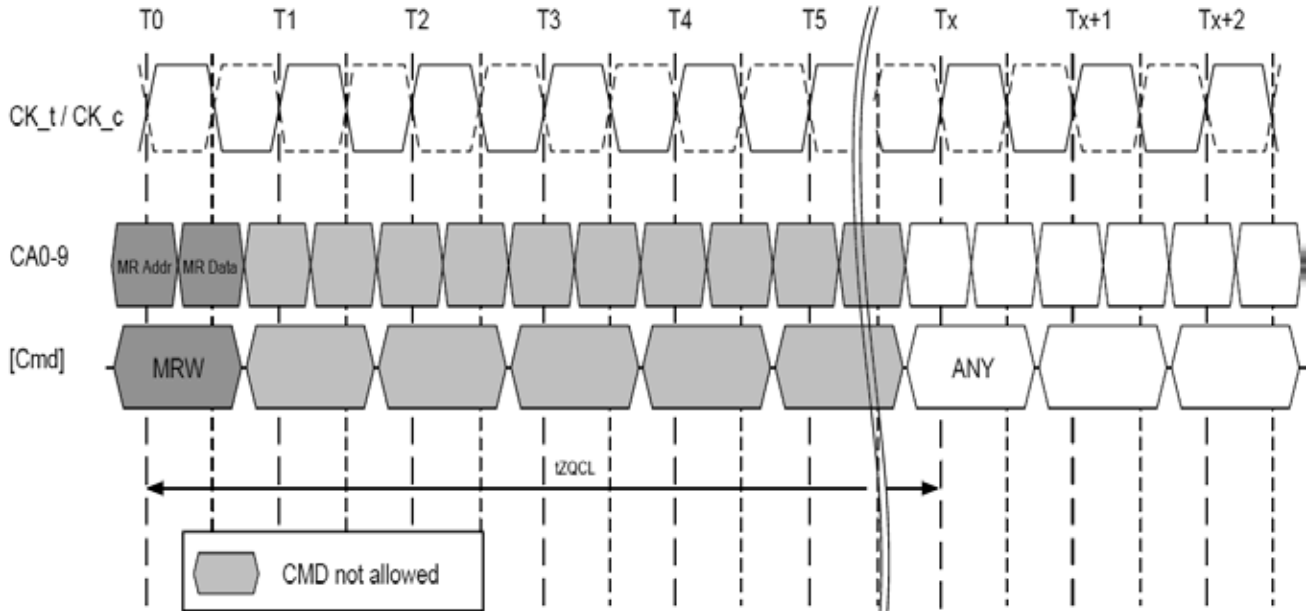 T0 T1 T2 T3 T4 T5 Tx Tx+1 Tx+2
CK_t / CK_c
CA0-9 MR Addr MR Data
[Cmd] MRW ANY
tZQCL
CMD not allowed